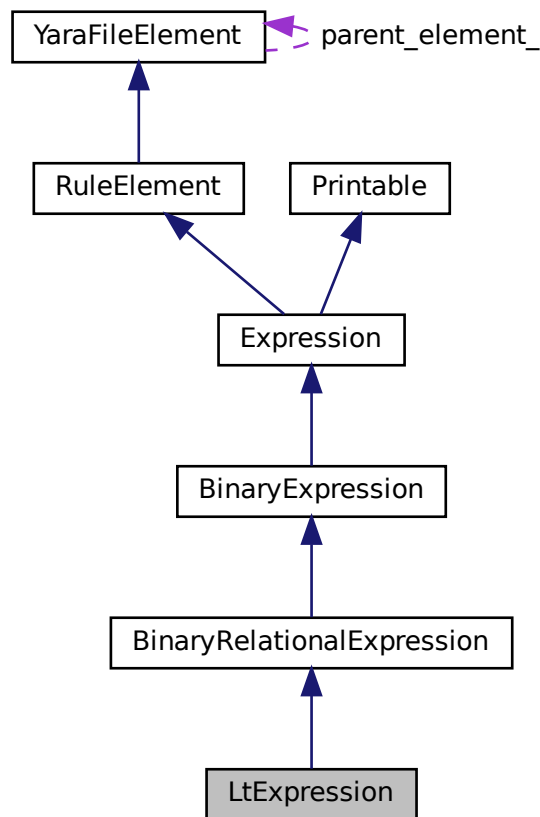 YaraFileElement
parent_element_
RuleElement
Printable
Expression
BinaryExpression
BinaryRelationalExpression
LtExpression